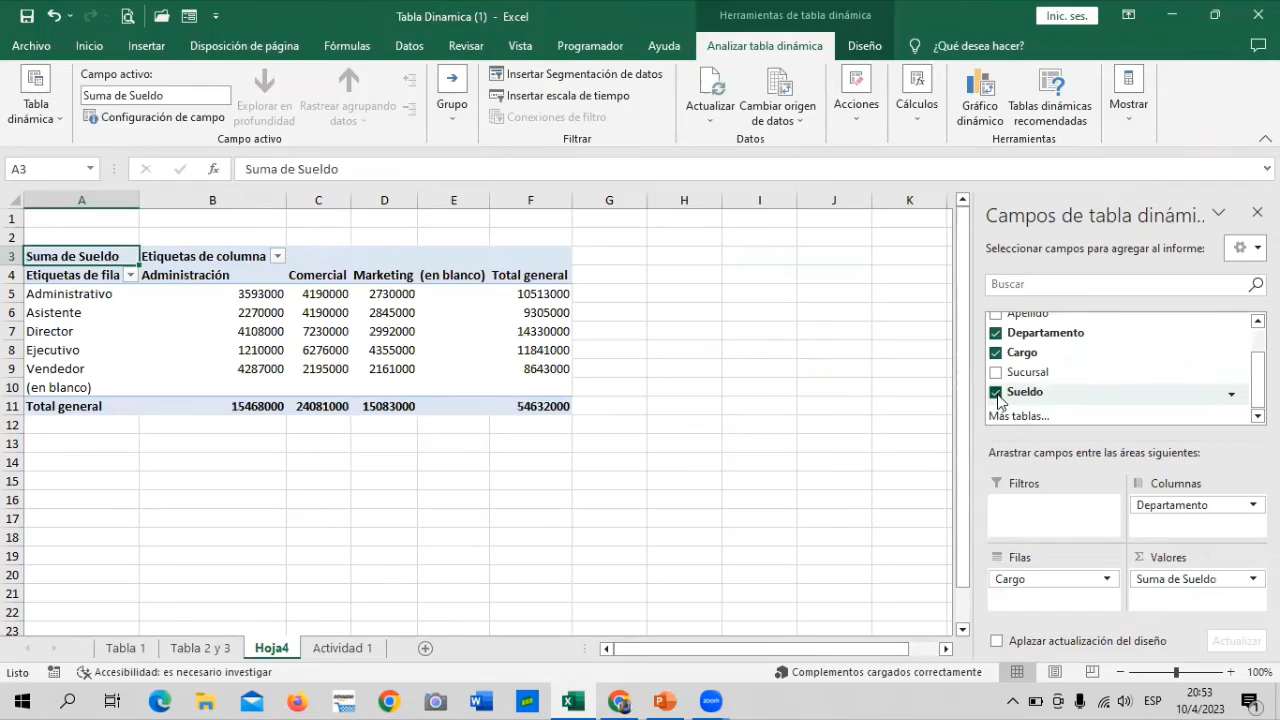 Tabla Dinamica (1) - Excel
Herramientas de tabla dinámica
Inic. ses.
Archivo Inicio Insertar Disposición de página Fórmulas Datos Revisar Vista Programador Ayuda Analizar tabla dinámica Diseño ¿Qué desea hacer?
Tabla dinámica
Campo activo:
Suma de Sueldo
Configuración de campo
Explorar en profundidad
Rastrear agrupando datos
Campo activo
Grupo
Insertar Segmentación de datos
Insertar escala de tiempo
Conexiones de filtro
Filtrar
Actualizar
Cambiar origen de datos
Datos
Acciones
Cálculos
Gráfico dinámico
Tablas dinámicas recomendadas
Herramientas
Mostrar
A3 fx Suma de Sueldo
A B C D E F G H I J K
1
2
3 Suma de Sueldo Etiquetas de columna
4 Etiquetas de fila Administración Comercial Marketing (en blanco) Total general
5 Administrativo 3593000 4190000 2730000 10513000
6 Asistente 2270000 4190000 2845000 9305000
7 Director 4108000 7230000 2992000 14330000
8 Ejecutivo 1210000 6276000 4355000 11841000
9 Vendedor 4287000 2195000 2161000 8643000
10 (en blanco)
11 Total general 15468000 24081000 15083000 54632000
12
13
14
15
16
17
18
19
20
21
22
23
Campos de tabla dinámi..
Seleccionar campos para agregar al informe:
Buscar
Apellido
Departamento
Cargo
Sucursal
Sueldo
Más tablas...
Arrastrar campos entre las áreas siguientes:
Filtros
Columnas
Departamento
Filas
Cargo
Σ Valores
Suma de Sueldo
Aplazar actualización del diseño Actualizar
Tabla 1 Tabla 2 y 3 Hoja4 Actividad 1
Listo Accesibilidad: es necesario investigar Complementos cargados correctamente 100%
zoom
ESP
20:53
10/4/2023